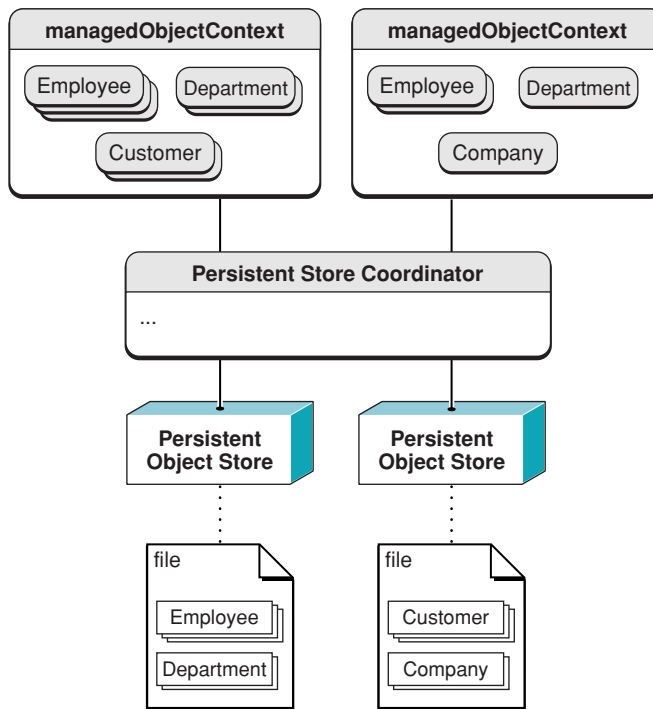 managedObjectContext
Employee
Department
Customer
managedObjectContext
Employee
Department
Company
Persistent Store Coordinator
...
Persistent
Object Store
Persistent
Object Store
file
Employee
Department
file
Customer
Company